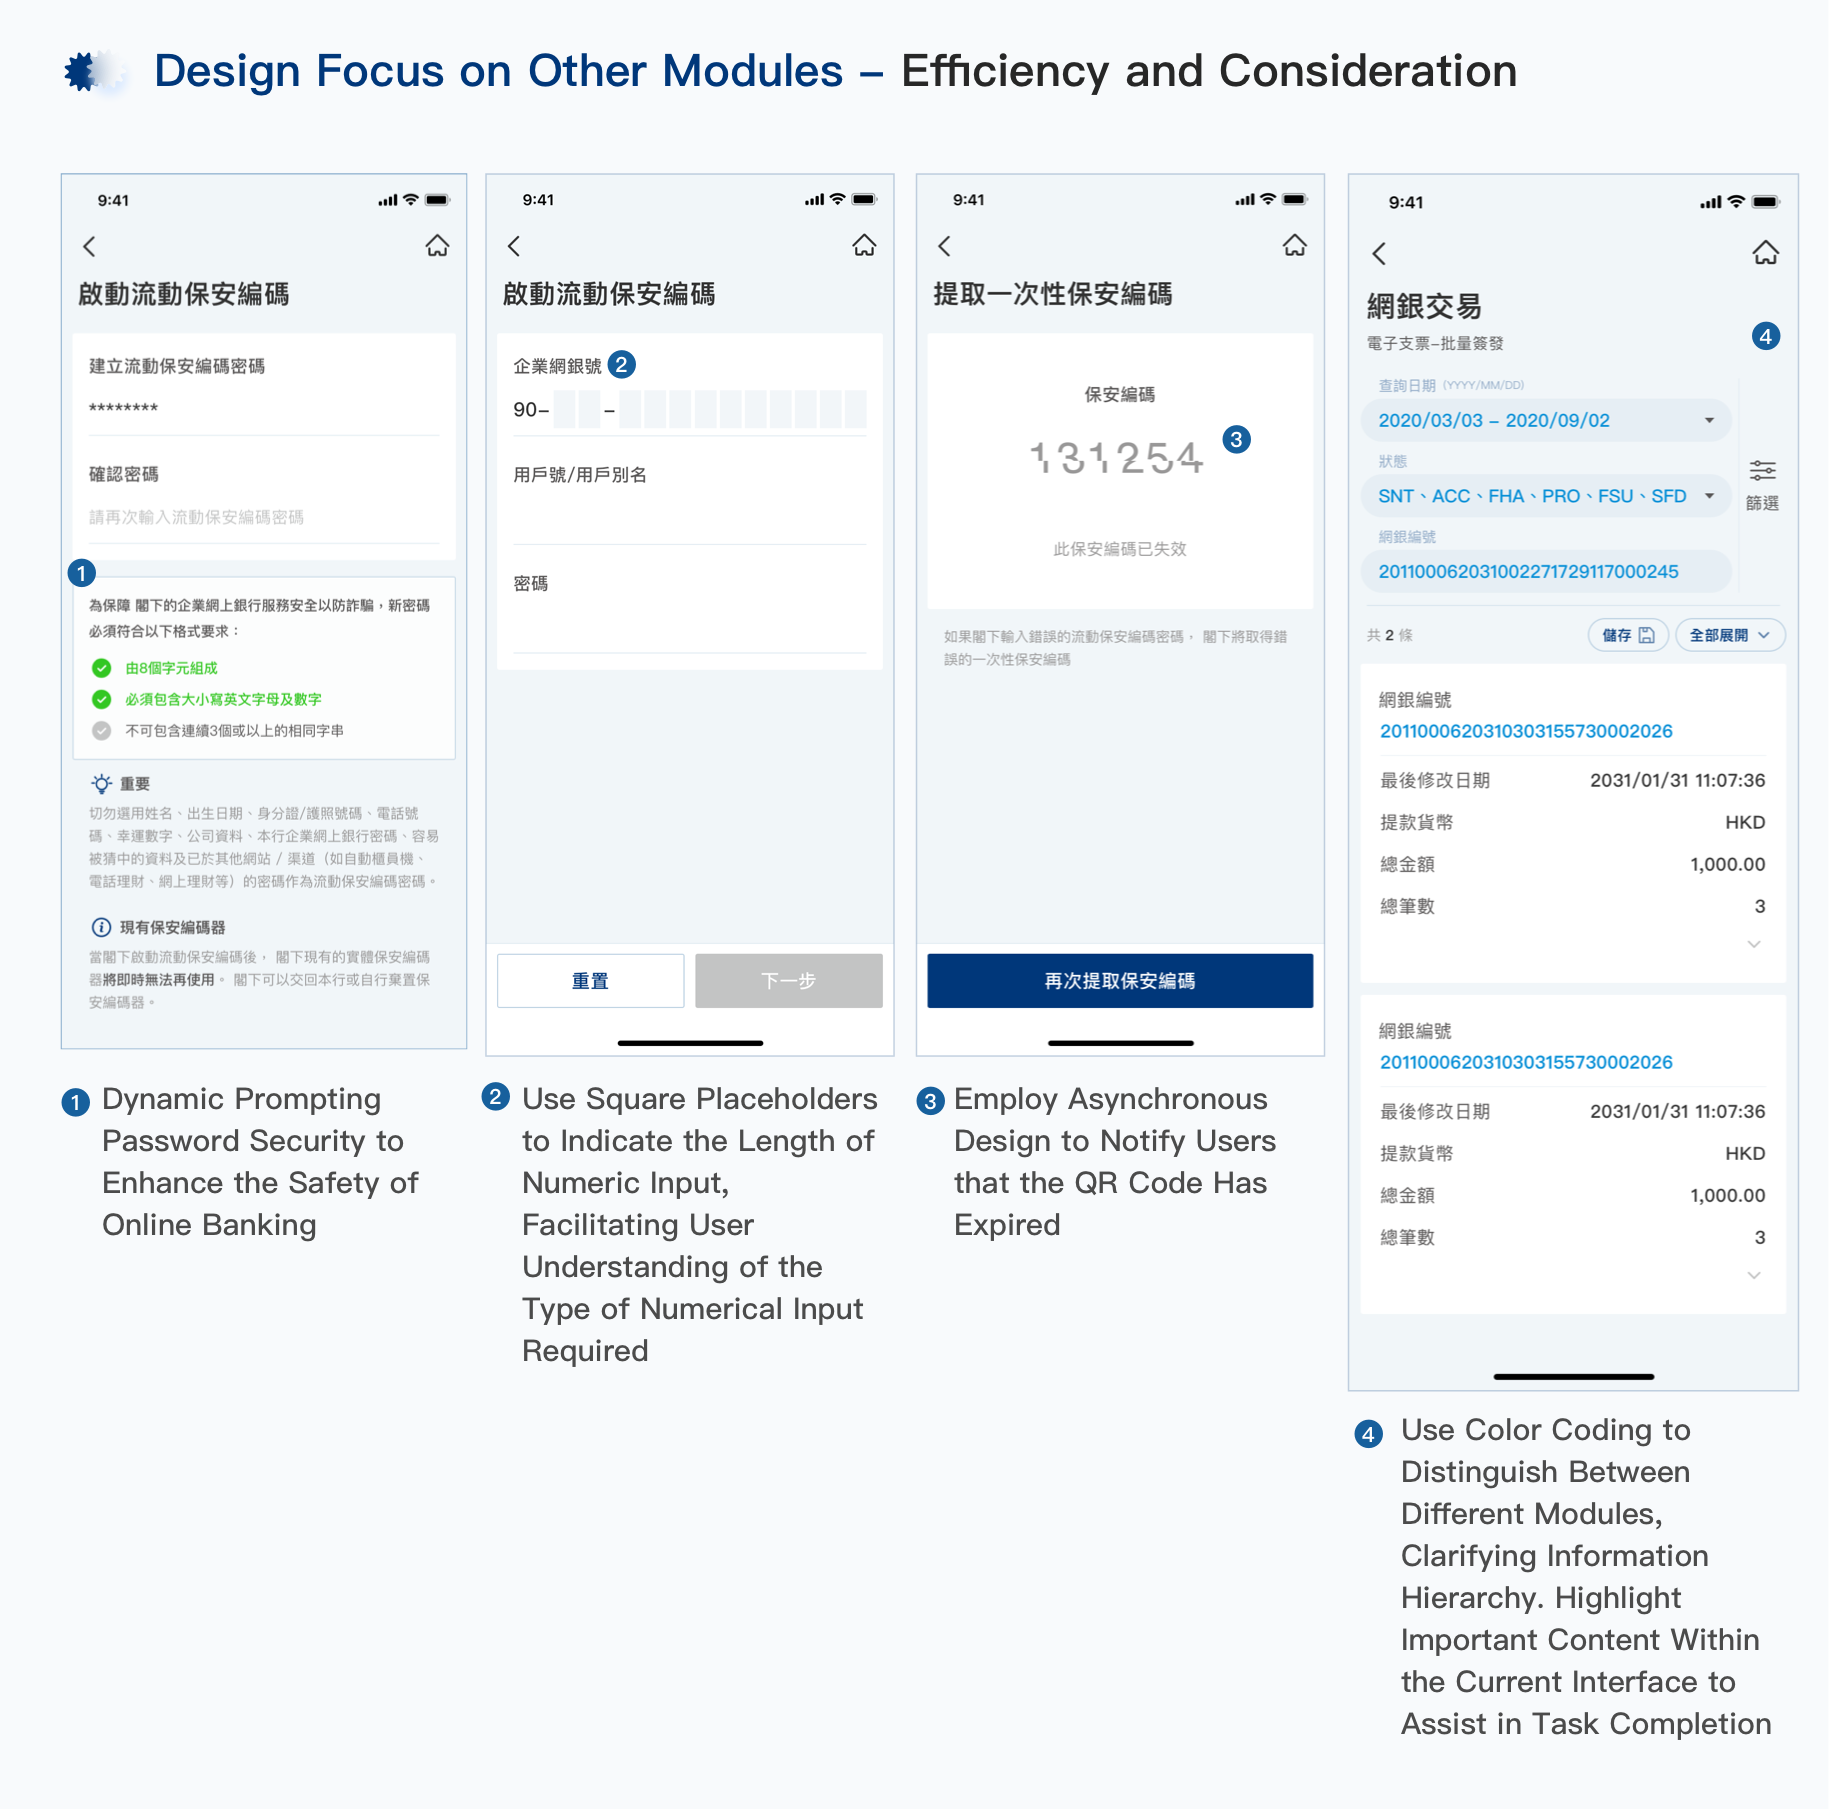 Design Focus on Other Modules – Efficiency and Consideration
9:41
啟動流動保安編碼
建立流動保安編碼密碼
********
確認密碼
請再次輸入流動保安編碼密碼
1
為保障 閣下的企業網上銀行服務安全以防詐騙，新密碼
必須符合以下格式要求：
由8個字元組成
必須包含大小寫英文字母及數字
不可包含連續3個或以上的相同字串
重要
切勿選用姓名、出生日期、身分證/護照號碼、電話號
碼、幸運數字、公司資料、本行企業網上銀行密碼、容易
被猜中的資料及已於其他網站 / 渠道（如自動櫃員機、
電話理財、網上理財等）的密碼作為流動保安編碼密碼。
現有保安編碼器
當閣下啟動流動保安編碼後， 閣下現有的實體保安編碼
器將即時無法再使用。 閣下可以交回本行或自行棄置保
安編碼器。
1 Dynamic Prompting
Password Security to
Enhance the Safety of
Online Banking
9:41
啟動流動保安編碼
企業網銀號 2
90– –
用戶號/用戶別名
密碼
重置
下一步
2 Use Square Placeholders
to Indicate the Length of
Numeric Input,
Facilitating User
Understanding of the
Type of Numerical Input
Required
9:41
提取一次性保安編碼
保安編碼
131254 3
此保安編碼已失效
如果閣下輸入錯誤的流動保安編碼密碼， 閣下將取得錯
誤的一次性保安編碼
再次提取保安編碼
3 Employ Asynchronous
Design to Notify Users
that the QR Code Has
Expired
9:41
網銀交易
電子支票–批量簽發
4
查詢日期 (YYYY/MM/DD)
2020/03/03 – 2020/09/02
狀態
SNT、ACC、FHA、PRO、FSU、SFD
篩選
網銀編號
201100062031002271729117000245
共 2 條
儲存
全部展開
網銀編號
20110006203103031557300​02026
最後修改日期 2031/01/31 11:07:36
提款貨幣 HKD
總金額 1,000.00
總筆數 3
網銀編號
2011000620310303155730002026
最後修改日期 2031/01/31 11:07:36
提款貨幣 HKD
總金額 1,000.00
總筆數 3
4 Use Color Coding to
Distinguish Between
Different Modules,
Clarifying Information
Hierarchy. Highlight
Important Content Within
the Current Interface to
Assist in Task Completion